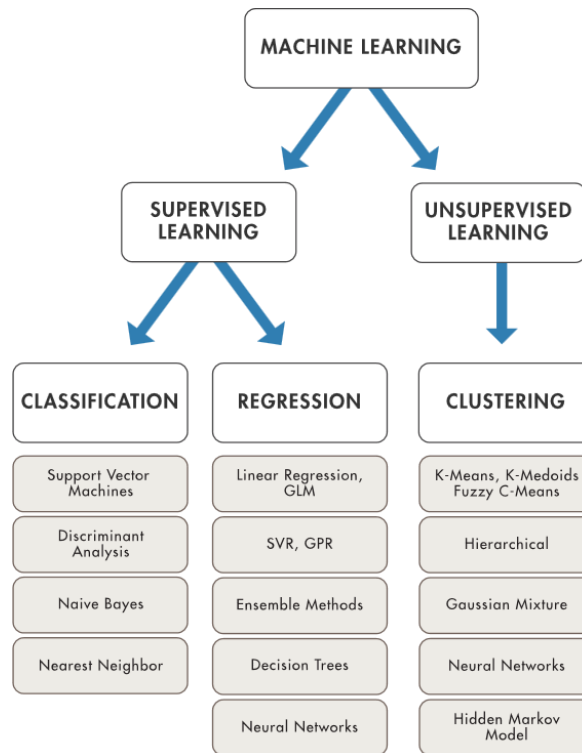 MACHINE LEARNING
SUPERVISED
LEARNING
UNSUPERVISED
LEARNING
CLASSIFICATION
Support Vector
Machines
Discriminant
Analysis
Naive Bayes
Nearest Neighbor
REGRESSION
Linear Regression,
GLM
SVR, GPR
Ensemble Methods
Decision Trees
Neural Networks
CLUSTERING
K-Means, K-Medoids
Fuzzy C-Means
Hierarchical
Gaussian Mixture
Neural Networks
Hidden Markov
Model